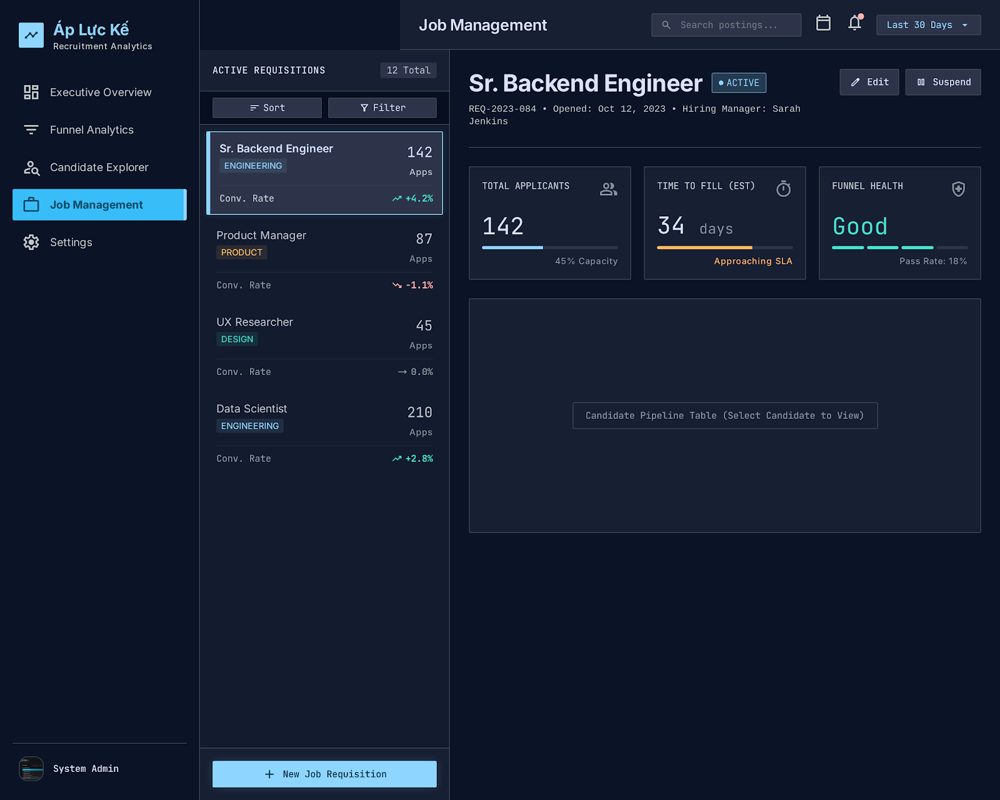 Áp Lực Kế
Recruitment Analytics
Executive Overview
Funnel Analytics
Candidate Explorer
Job Management
Settings
System Admin
Job Management
Search postings...
Last 30 Days
ACTIVE REQUISITIONS
12 Total
Sort
Filter
Sr. Backend Engineer
142
ENGINEERING
Apps
Conv. Rate
+4.2%
Product Manager
87
PRODUCT
Apps
Conv. Rate
-1.1%
UX Researcher
45
DESIGN
Apps
Conv. Rate
0.0%
Data Scientist
210
ENGINEERING
Apps
Conv. Rate
+2.8%
New Job Requisition
Sr. Backend Engineer
ACTIVE
Edit
Suspend
REQ-2023-084 • Opened: Oct 12, 2023 • Hiring Manager: Sarah
Jenkins
TOTAL APPLICANTS
142
45% Capacity
TIME TO FILL (EST)
34 days
Approaching SLA
FUNNEL HEALTH
Good
Pass Rate: 18%
Candidate Pipeline Table (Select Candidate to View)